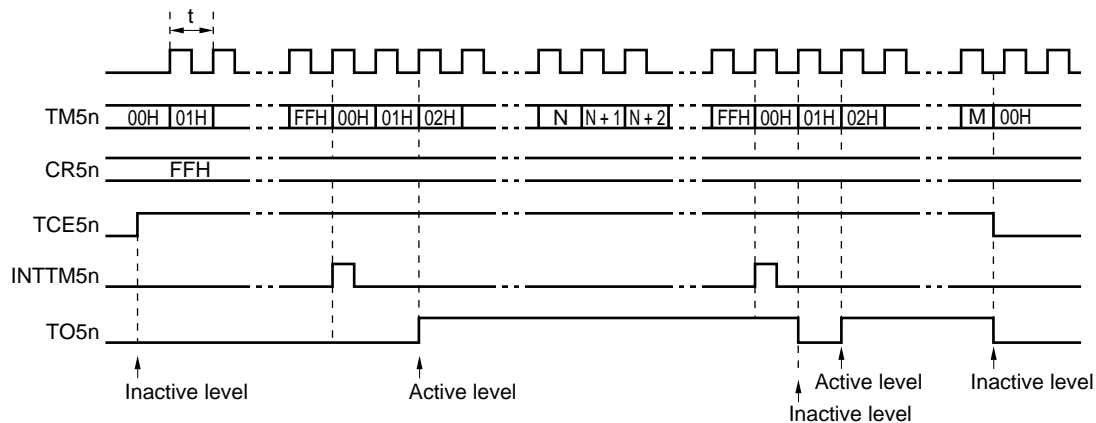 t
TM5n 00H 01H FFH 00H 01H 02H N N + 1 N + 2 FFH 00H 01H 02H M 00H
CR5n FFH
TCE5n
INTTM5n
TO5n
Inactive level Active level Active level Inactive level
Inactive level